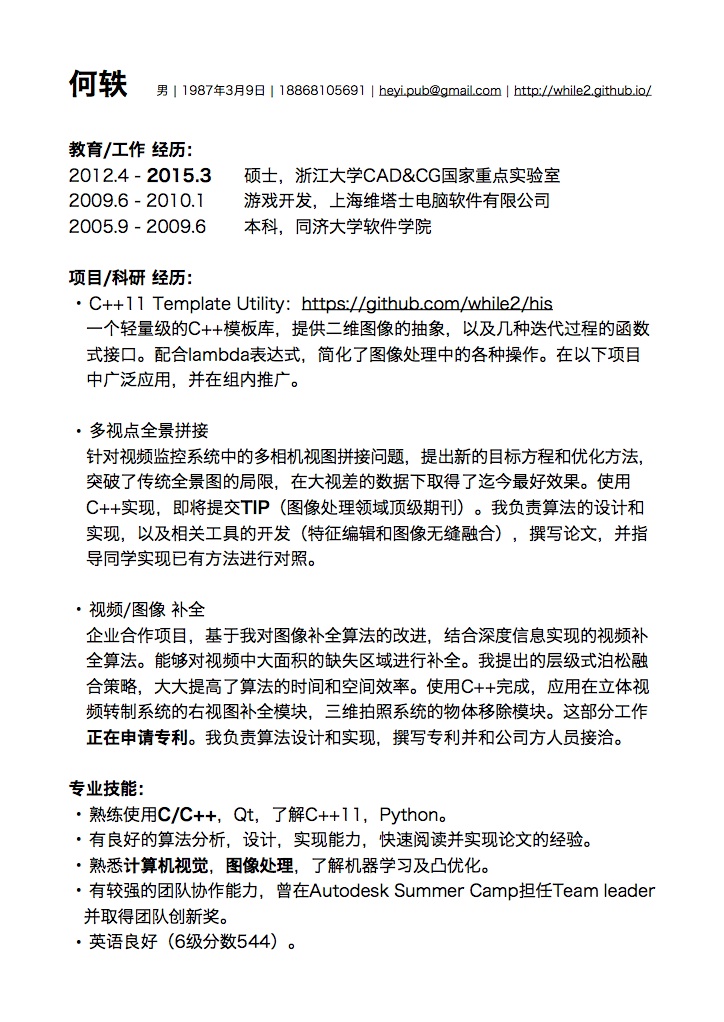 何轶 男 | 1987年3月9日 | 18868105691 | heyi.pub@gmail.com | http://while2.github.io/
教育/工作 经历：
2012.4 - 2015.3 硕士，浙江大学CAD&CG国家重点实验室
2009.6 - 2010.1 游戏开发，上海维塔士电脑软件有限公司
2005.9 - 2009.6 本科，同济大学软件学院
项目/科研 经历：
・C++11 Template Utility：https://github.com/while2/his
一个轻量级的C++模板库，提供二维图像的抽象，以及几种迭代过程的函数
式接口。配合lambda表达式，简化了图像处理中的各种操作。在以下项目
中广泛应用，并在组内推广。
・多视点全景拼接
针对视频监控系统中的多相机视图拼接问题，提出新的目标方程和优化方法，
突破了传统全景图的局限，在大视差的数据下取得了迄今最好效果。使用
C++实现，即将提交TIP（图像处理领域顶级期刊）。我负责算法的设计和
实现，以及相关工具的开发（特征编辑和图像无缝融合），撰写论文，并指
导同学实现已有方法进行对照。
・视频/图像 补全
企业合作项目，基于我对图像补全算法的改进，结合深度信息实现的视频补
全算法。能够对视频中大面积的缺失区域进行补全。我提出的层级式泊松融
合策略，大大提高了算法的时间和空间效率。使用C++完成，应用在立体视
频转制系统的右视图补全模块，三维拍照系统的物体移除模块。这部分工作
正在申请专利。我负责算法设计和实现，撰写专利并和公司方人员接洽。
专业技能：
・熟练使用C/C++，Qt，了解C++11，Python。
・有良好的算法分析，设计，实现能力，快速阅读并实现论文的经验。
・熟悉计算机视觉，图像处理，了解机器学习及凸优化。
・有较强的团队协作能力，曾在Autodesk Summer Camp担任Team leader
并取得团队创新奖。
・英语良好（6级分数544）。